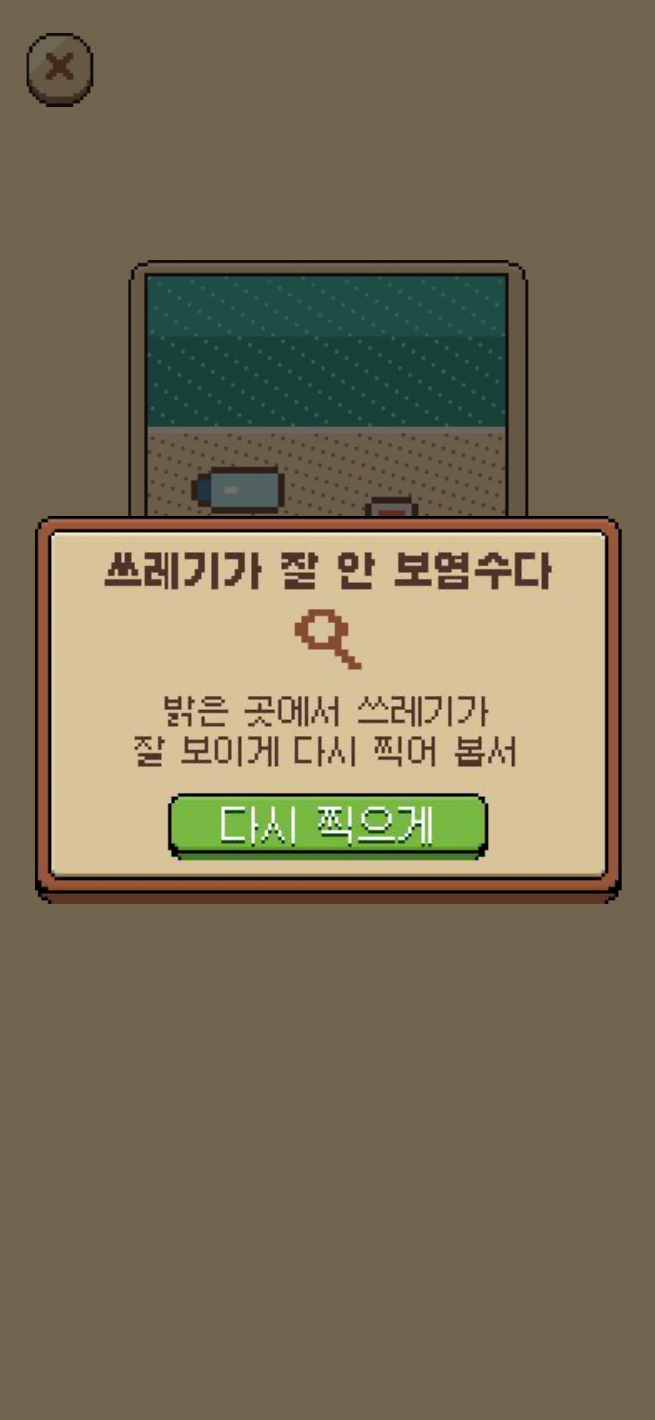 쓰레기가 잘 안 보염수다
밝은 곳에서 쓰레기가
잘 보이게 다시 찍어 봅서
다시 찍으게